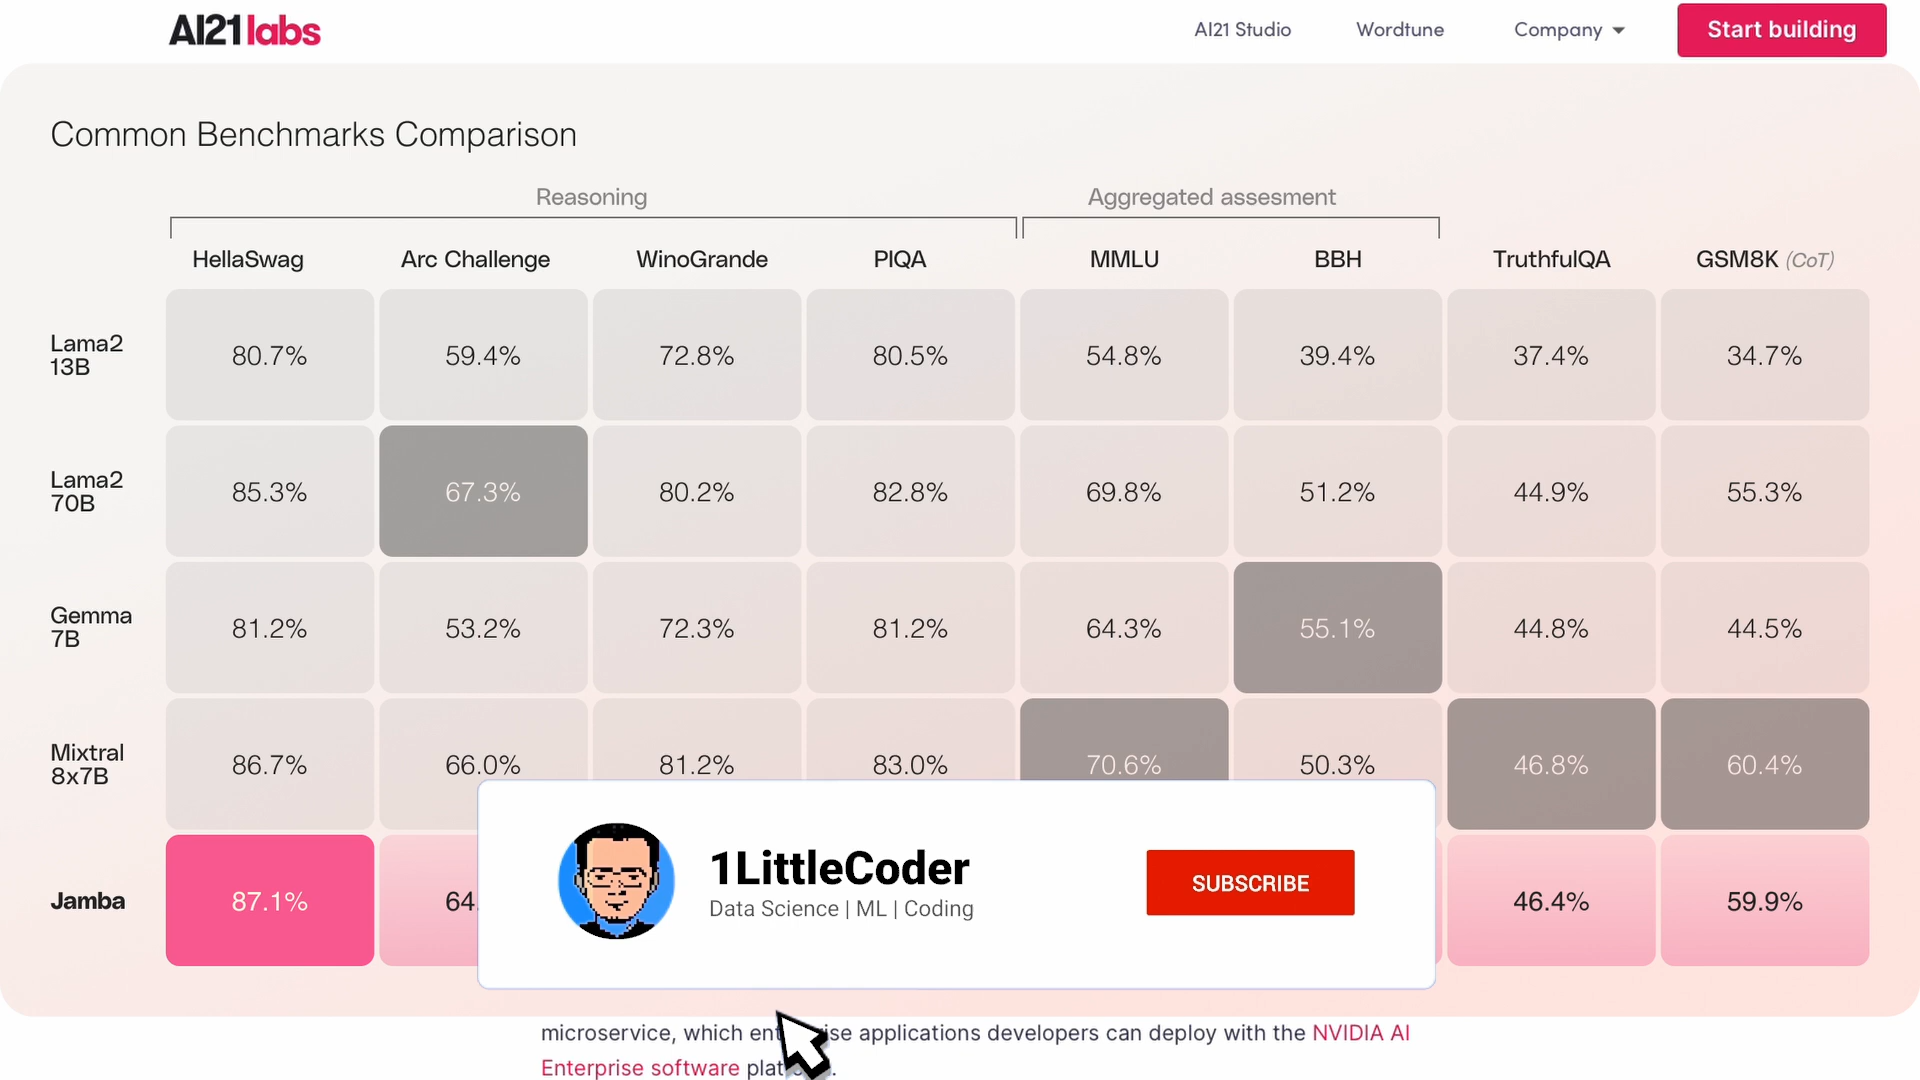 AI21labs
AI21 Studio Wordtune Company Start building
Common Benchmarks Comparison
Reasoning Aggregated assesment
HellaSwag Arc Challenge WinoGrande PIQA MMLU BBH TruthfulQA GSM8K (CoT)
Lama2 13B 80.7% 59.4% 72.8% 80.5% 54.8% 39.4% 37.4% 34.7%
Lama2 70B 85.3% 67.3% 80.2% 82.8% 69.8% 51.2% 44.9% 55.3%
Gemma 7B 81.2% 53.2% 72.3% 81.2% 64.3% 55.1% 44.8% 44.5%
Mixtral 8x7B 86.7% 66.0% 81.2% 83.0% 70.6% 50.3% 46.8% 60.4%
Jamba 87.1% 64. 46.4% 59.9%
1LittleCoder
Data Science | ML | Coding
SUBSCRIBE
microservice, which applications developers can deploy with the NVIDIA AI
Enterprise software